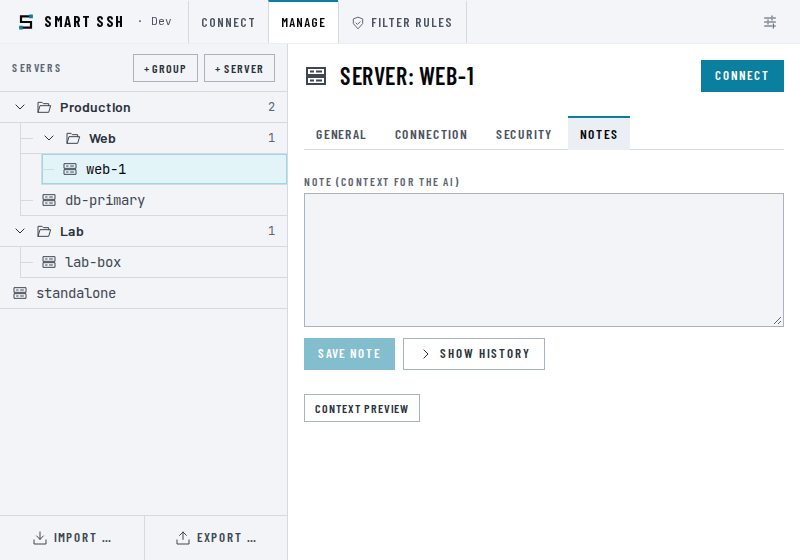 SMART SSH · Dev
CONNECT
MANAGE
FILTER RULES
SERVERS
+ GROUP
+ SERVER
Production 2
Web 1
web-1
db-primary
Lab 1
lab-box
standalone
IMPORT …
EXPORT …
SERVER: WEB-1
CONNECT
GENERAL
CONNECTION
SECURITY
NOTES
NOTE (CONTEXT FOR THE AI)
SAVE NOTE
SHOW HISTORY
CONTEXT PREVIEW